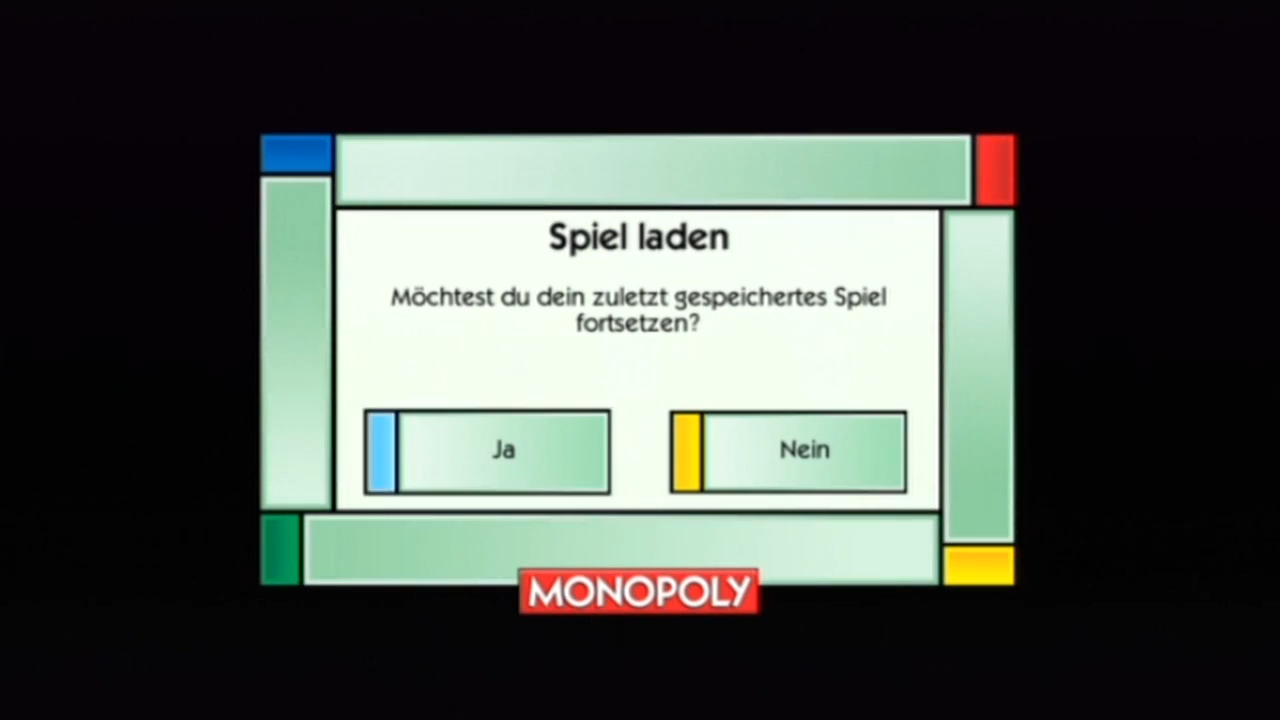 Spiel laden
Möchtest du dein zuletzt gespeichertes Spiel
fortsetzen?
Ja
Nein
MONOPOLY